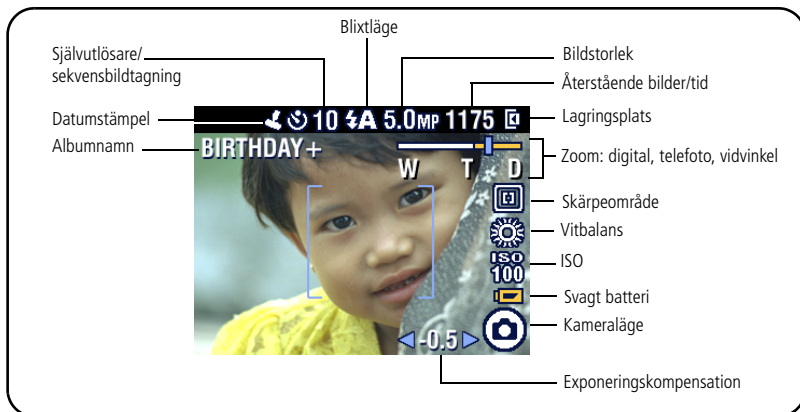 Blixtläge
Självutlösare/
sekvensbildtagning
Bildstorlek
Återstående bilder/tid
Datumstämpel
Lagringsplats
Albumnamn
Zoom: digital, telefoto, vidvinkel
10 A 5.0MP 1175
BIRTHDAY+
W T D
Skärpeområde
Vitbalans
ISO
100
ISO
Svagt batteri
Kameraläge
-0.5
Exponeringskompensation